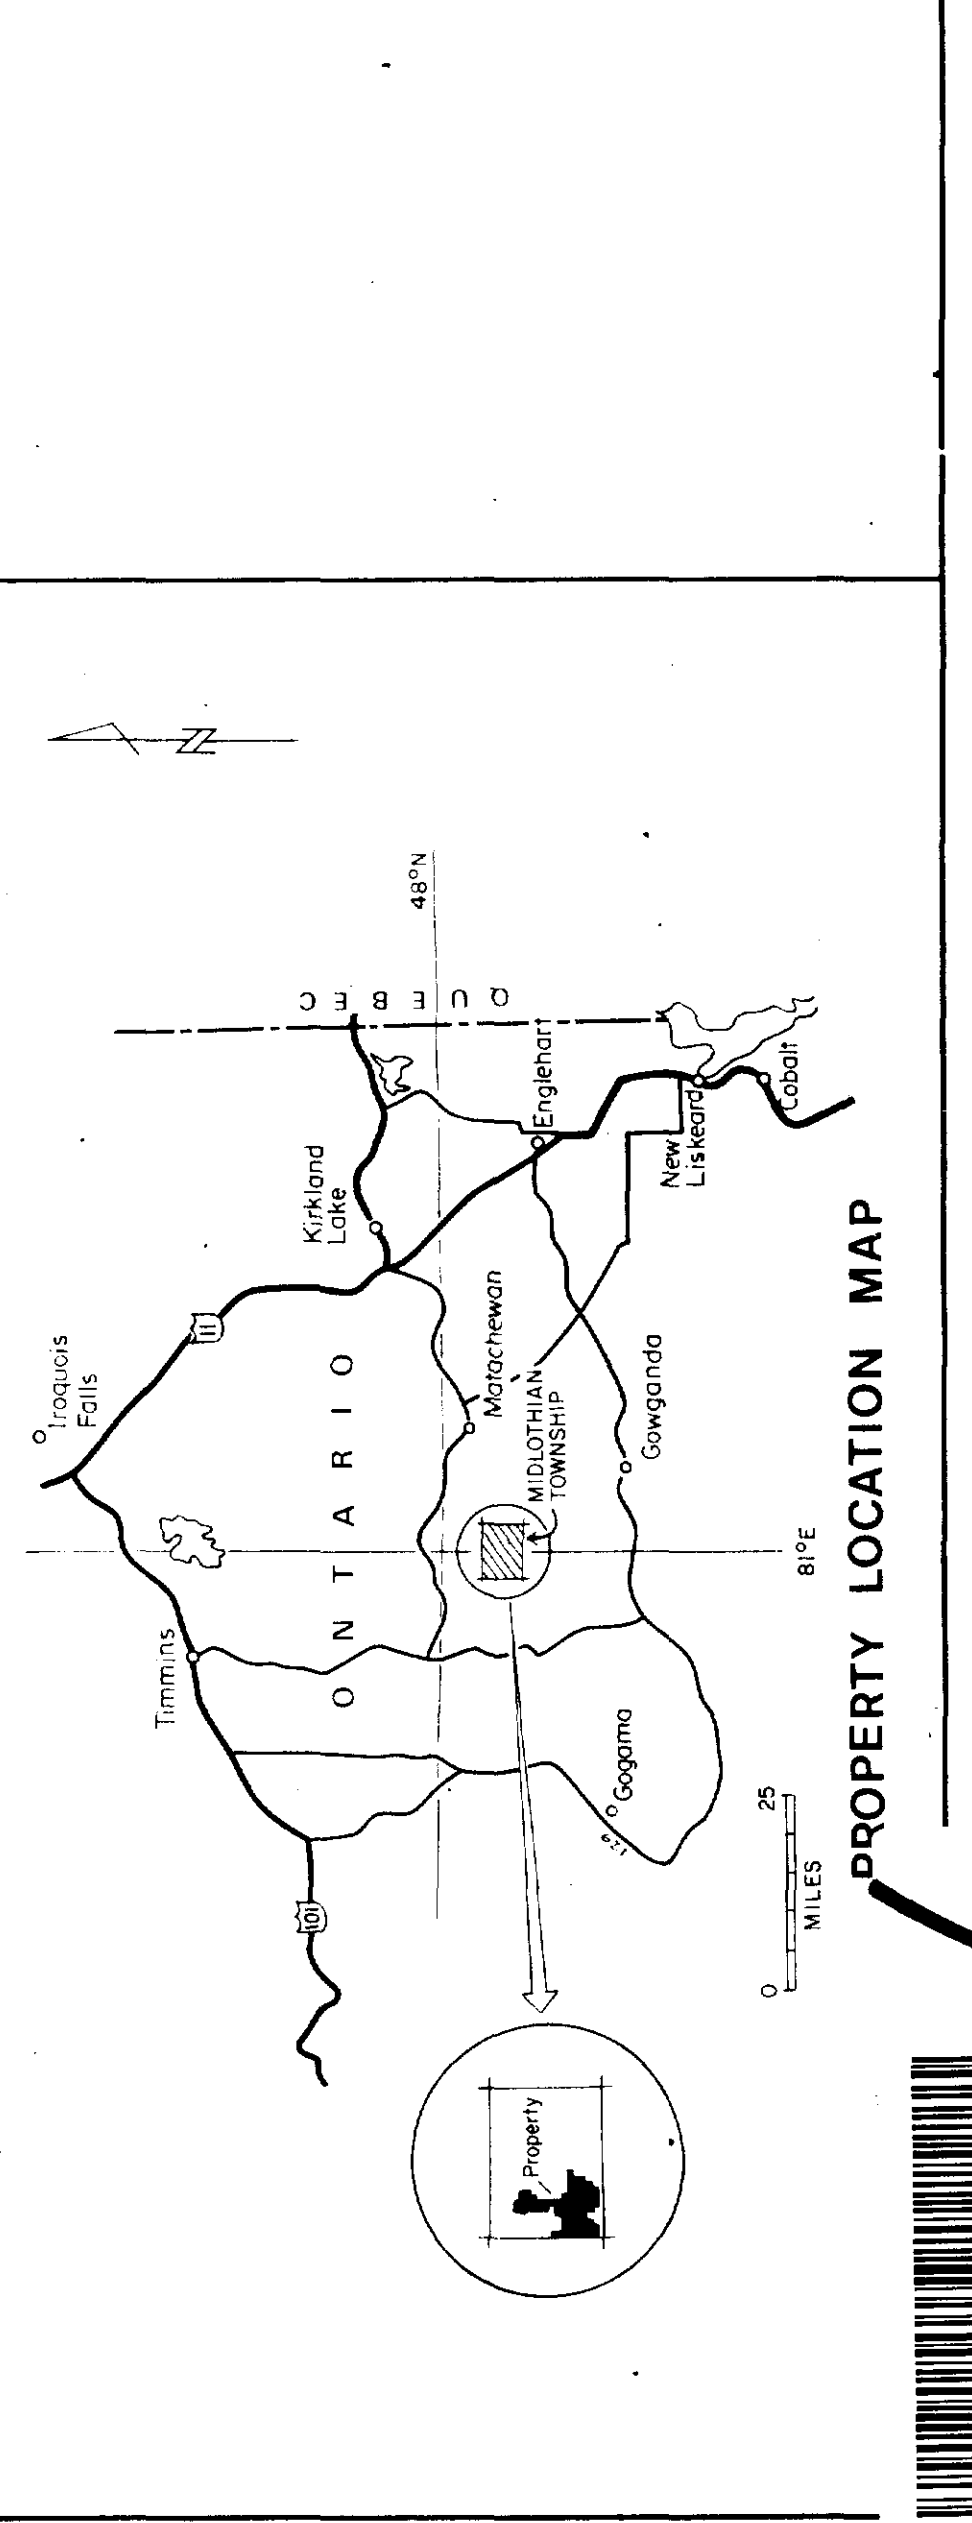 Iroquois
Falls
11
Timmins
Kirkland
Lake
ONTARIO
QUEBEC
48°N
101
Matachewan
Englehart
MIDLOTHIAN
TOWNSHIP
Gowganda
New
Liskeard
Cobalt
Gogama
129
81°E
Property
0
25
MILES
PROPERTY LOCATION MAP
N